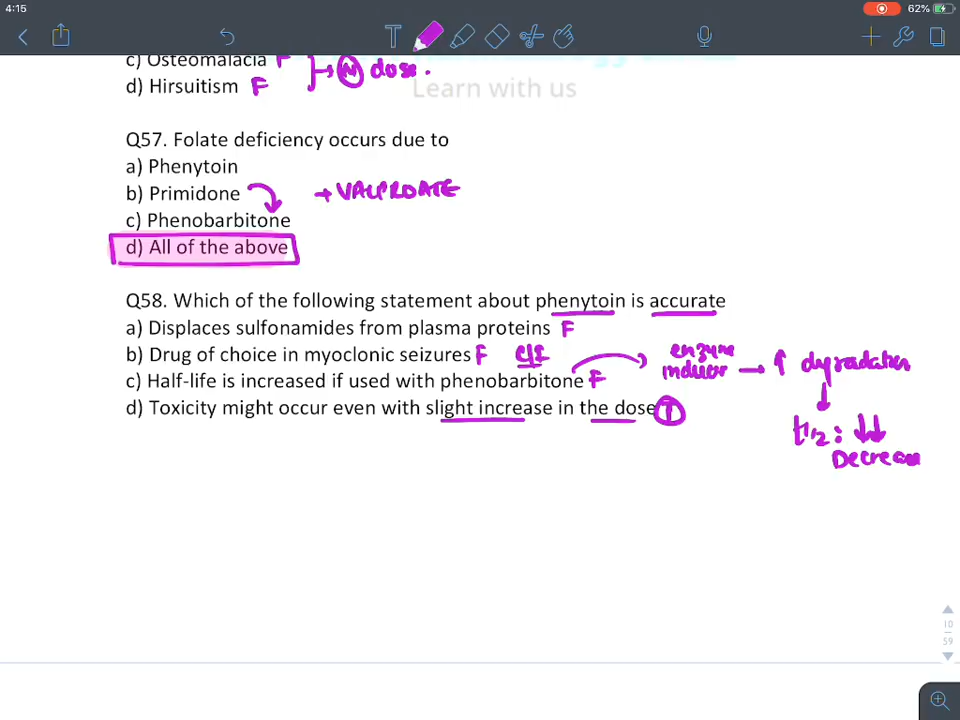 4:15
62%
T
c) Osteomalacia F
d) Hirsuitism F
→ N dose.
Learn with us
Q57. Folate deficiency occurs due to
a) Phenytoin
b) Primidone
→ VALPROATE
c) Phenobarbitone
d) All of the above
Q58. Which of the following statement about phenytoin is accurate
a) Displaces sulfonamides from plasma proteins F
b) Drug of choice in myoclonic seizures F C/I
c) Half-life is increased if used with phenobarbitone F
enzyme
inducer → ↑ degradation
d) Toxicity might occur even with slight increase in the dose T
t1/2 : ↓↓
Decrease
10
59